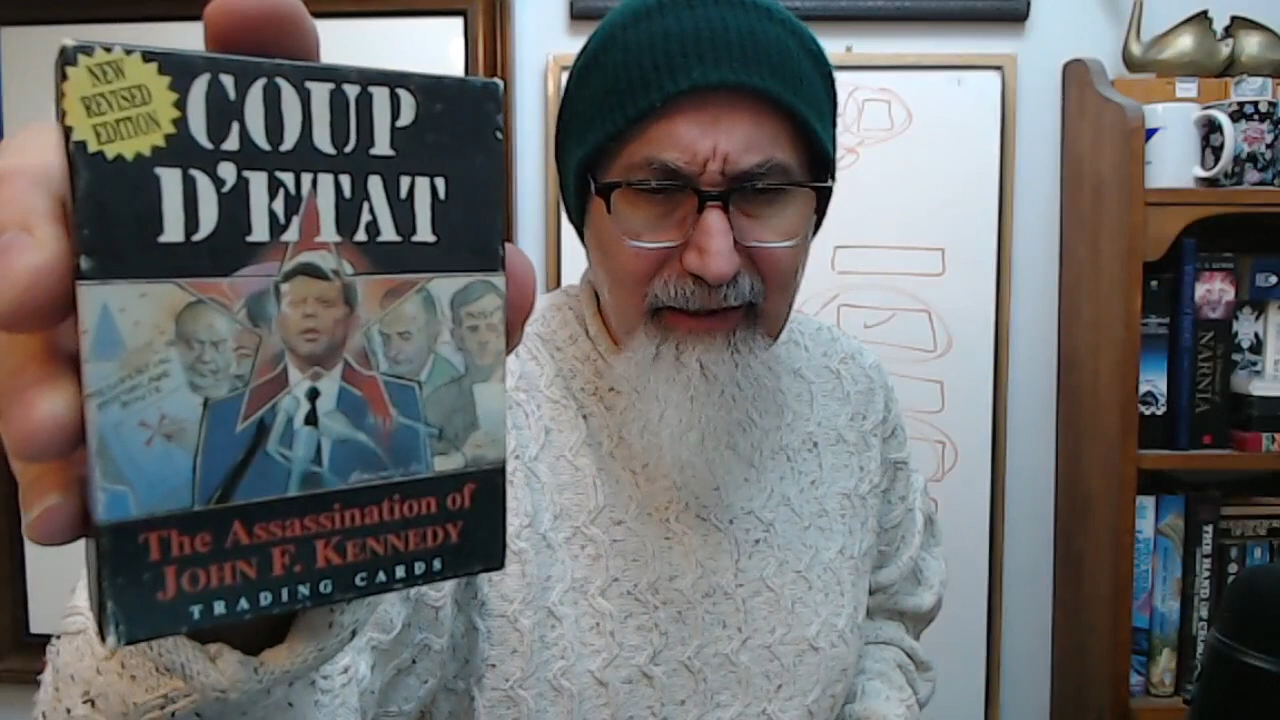 NEW
REVISED
EDITION
COUP
D'ETAT
The Assassination of
JOHN F. KENNEDY
TRADING CARDS
NARNIA
THE HAND OF